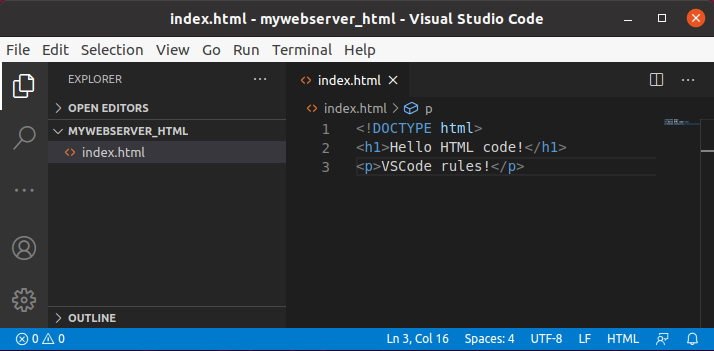 index.html - mywebserver_html - Visual Studio Code
File Edit Selection View Go Run Terminal Help
EXPLORER
OPEN EDITORS
MYWEBSERVER_HTML
index.html
OUTLINE
index.html
index.html > p
1 <!DOCTYPE html>
2 <h1>Hello HTML code!</h1>
3 <p>VSCode rules!</p>
0 0 Ln 3, Col 16 Spaces: 4 UTF-8 LF HTML